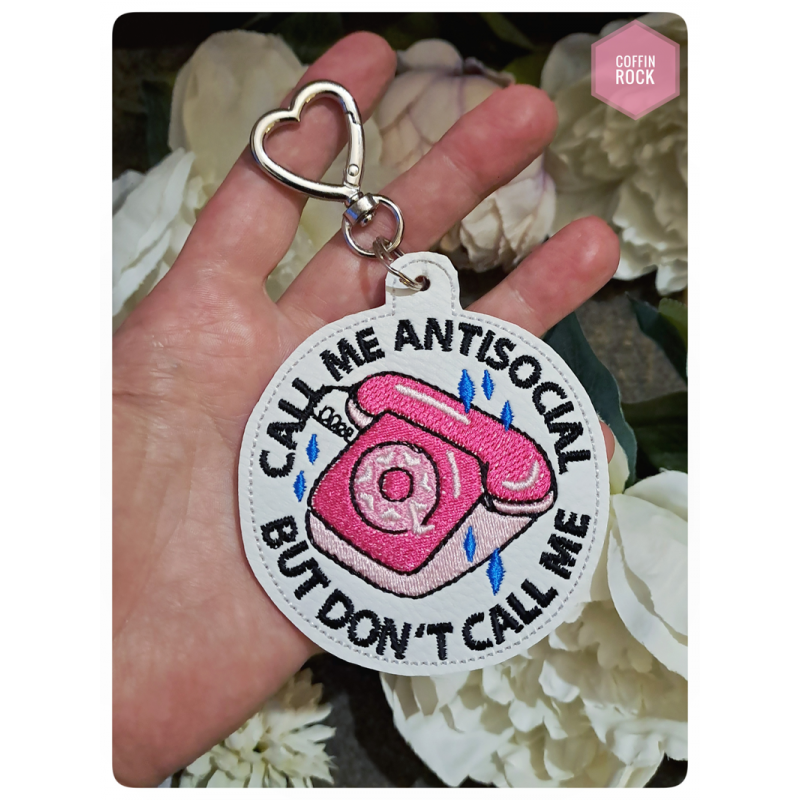 COFFIN
ROCK
CALL ME ANTISOCIAL
BUT DON'T CALL ME